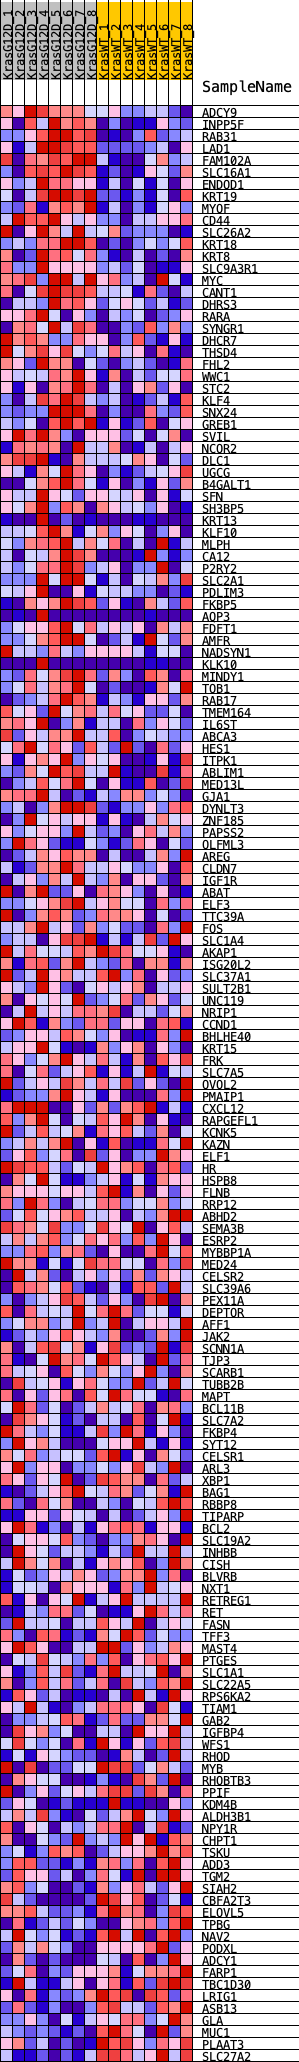 KrasG12D_1
KrasG12D_2
KrasG12D_3
KrasG12D_4
KrasG12D_5
KrasG12D_6
KrasG12D_7
KrasG12D_8
KrasWT_1
KrasWT_2
KrasWT_3
KrasWT_4
KrasWT_5
KrasWT_6
KrasWT_7
KrasWT_8
SampleName
ADCY9
INPP5F
RAB31
LAD1
FAM102A
SLC16A1
ENDOD1
KRT19
MYOF
CD44
SLC26A2
KRT18
KRT8
SLC9A3R1
MYC
CANT1
DHRS3
RARA
SYNGR1
DHCR7
THSD4
FHL2
WWC1
STC2
KLF4
SNX24
GREB1
SVIL
NCOR2
DLC1
UGCG
B4GALT1
SFN
SH3BP5
KRT13
KLF10
MLPH
CA12
P2RY2
SLC2A1
PDLIM3
FKBP5
AQP3
FDFT1
AMFR
NADSYN1
KLK10
MINDY1
TOB1
RAB17
TMEM164
IL6ST
ABCA3
HES1
ITPK1
ABLIM1
MED13L
GJA1
DYNLT3
ZNF185
PAPSS2
OLFML3
AREG
CLDN7
IGF1R
ABAT
ELF3
TTC39A
FOS
SLC1A4
AKAP1
ISG20L2
SLC37A1
SULT2B1
UNC119
NRIP1
CCND1
BHLHE40
KRT15
FRK
SLC7A5
OVOL2
PMAIP1
CXCL12
RAPGEFL1
KCNK5
KAZN
ELF1
HR
HSPB8
FLNB
RRP12
ABHD2
SEMA3B
ESRP2
MYBBP1A
MED24
CELSR2
SLC39A6
PEX11A
DEPTOR
AFF1
JAK2
SCNN1A
TJP3
SCARB1
TUBB2B
MAPT
BCL11B
SLC7A2
FKBP4
SYT12
CELSR1
ARL3
XBP1
BAG1
RBBP8
TIPARP
BCL2
SLC19A2
INHBB
CISH
BLVRB
NXT1
RETREG1
RET
FASN
TFF3
MAST4
PTGES
SLC1A1
SLC22A5
RPS6KA2
TIAM1
GAB2
IGFBP4
WFS1
RHOD
MYB
RHOBTB3
PPIF
KDM4B
ALDH3B1
NPY1R
CHPT1
TSKU
ADD3
TGM2
SIAH2
CBFA2T3
ELOVL5
TPBG
NAV2
PODXL
ADCY1
FARP1
TBC1D30
LRIG1
ASB13
GLA
MUC1
PLAAT3
SLC27A2